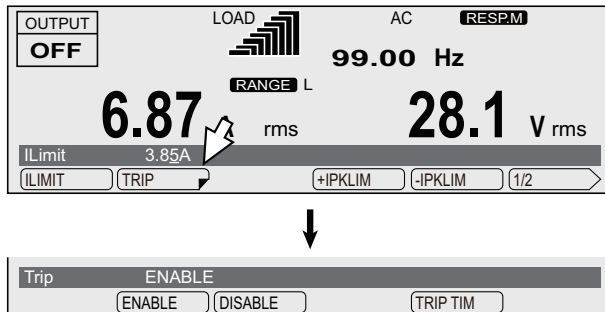 OUTPUT LOAD AC RESP.M
OFF
99.00 Hz
RANGE L
6.87 A rms 28.1 V rms
ILimit 3.85A
ILIMIT TRIP +IPKLIM -IPKLIM 1/2
Trip ENABLE
ENABLE DISABLE TRIP TIM